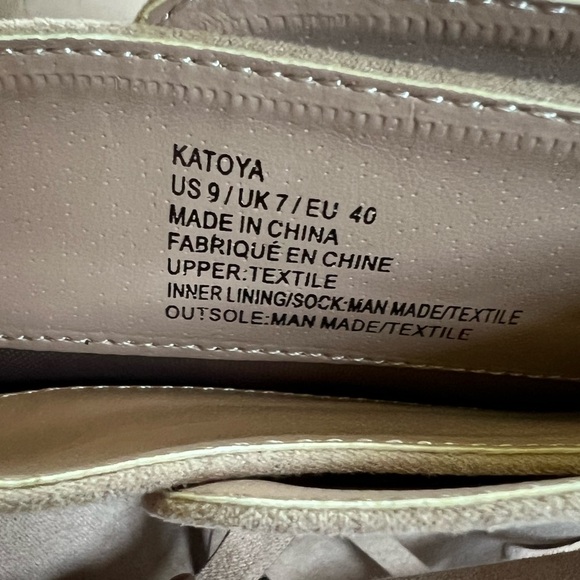 KATOYA
US 9 / UK 7 / EU 40
MADE IN CHINA
FABRIQUÉ EN CHINE
UPPER:TEXTILE
INNER LINING/SOCK:MAN MADE/TEXTILE
OUTSOLE:MAN MADE/TEXTILE